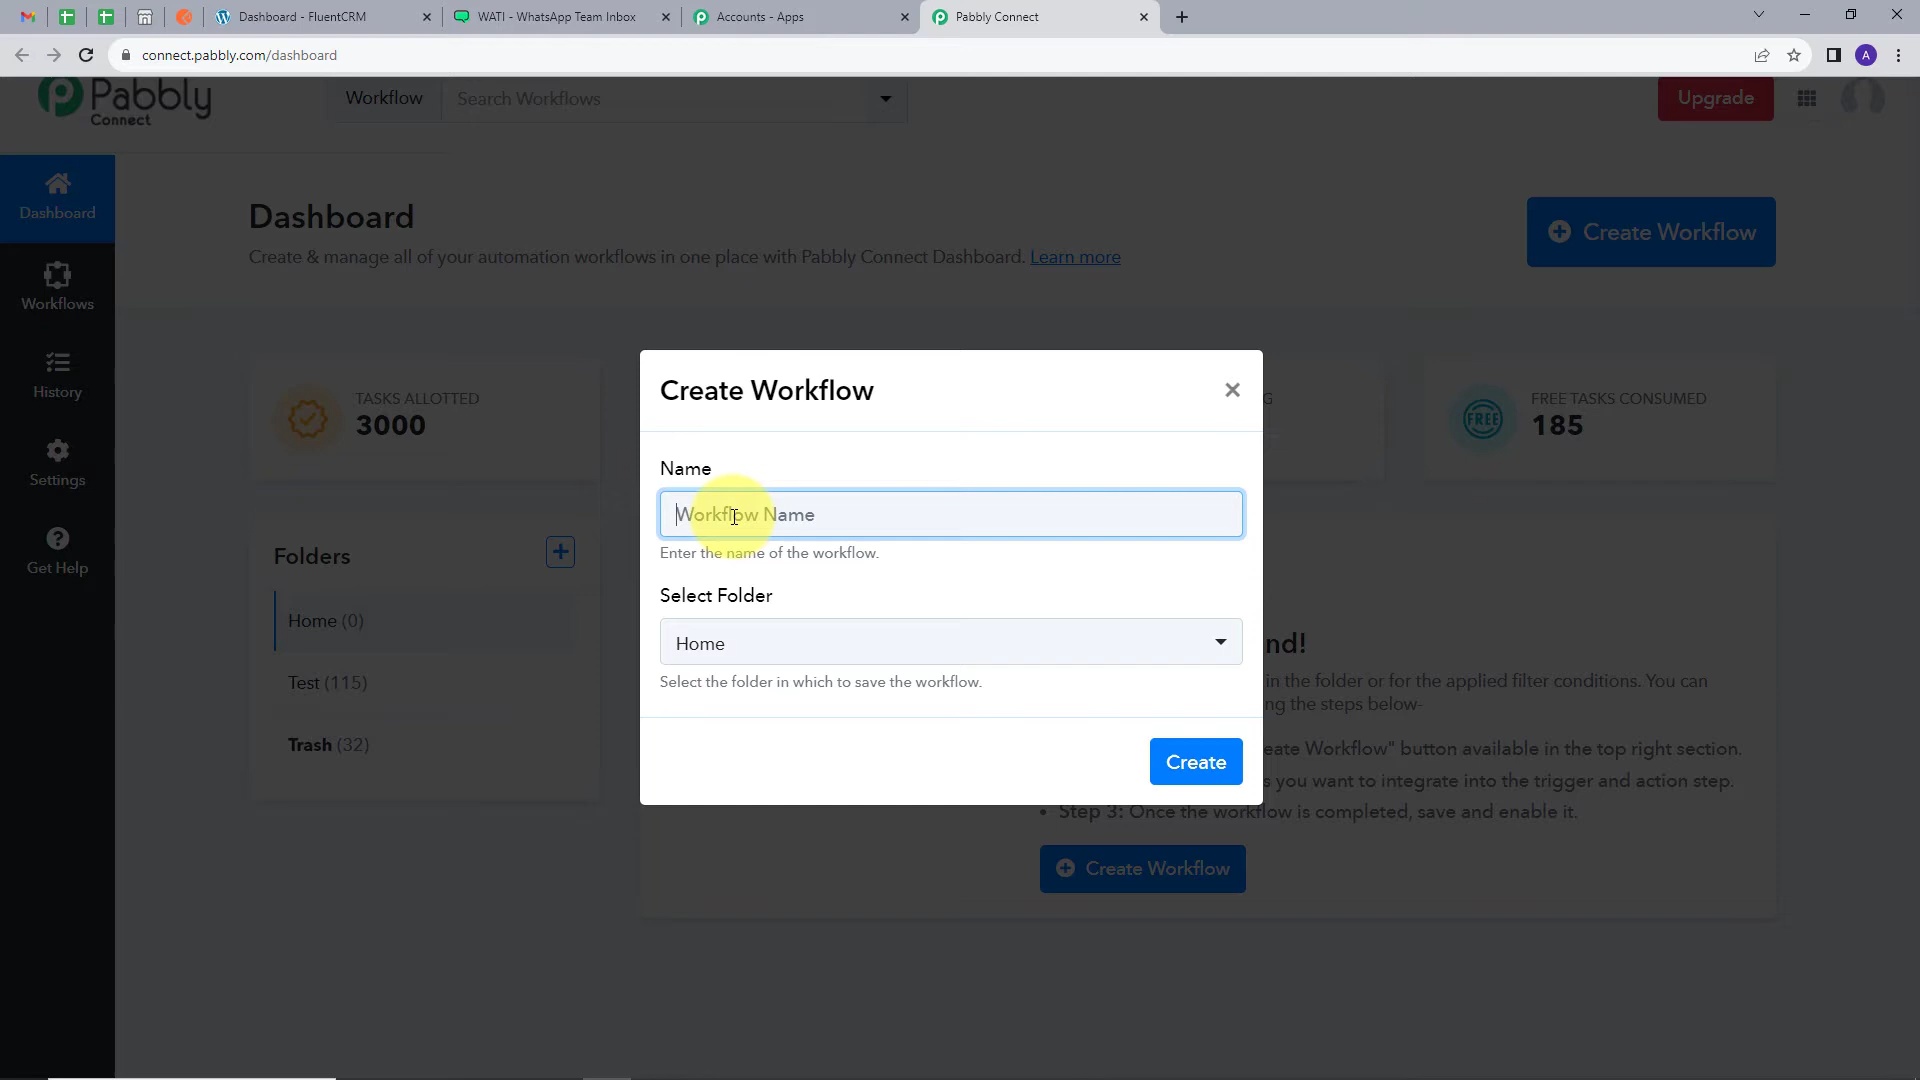 Dashboard - FluentCRM
WATI - WhatsApp Team Inbox
Accounts - Apps
Pabbly Connect
connect.pabbly.com/dashboard
A
Pabbly
Connect
Workflow
Search Workflows
Upgrade
Dashboard
Workflows
History
Settings
Get Help
Dashboard
Create & manage all of your automation workflows in one place with Pabbly Connect Dashboard. Learn more
Create Workflow
TASKS ALLOTTED
3000
G
FREE
FREE TASKS CONSUMED
185
Folders
Home (0)
Test (115)
Trash (32)
Create Workflow
Name
Workflow Name
Enter the name of the workflow.
Select Folder
Home
Select the folder in which to save the workflow.
Create
nd!
in the folder or for the applied filter conditions. You can
ng the steps below-
eate Workflow" button available in the top right section.
s you want to integrate into the trigger and action step.
• Step 3: Once the workflow is completed, save and enable it.
Create Workflow